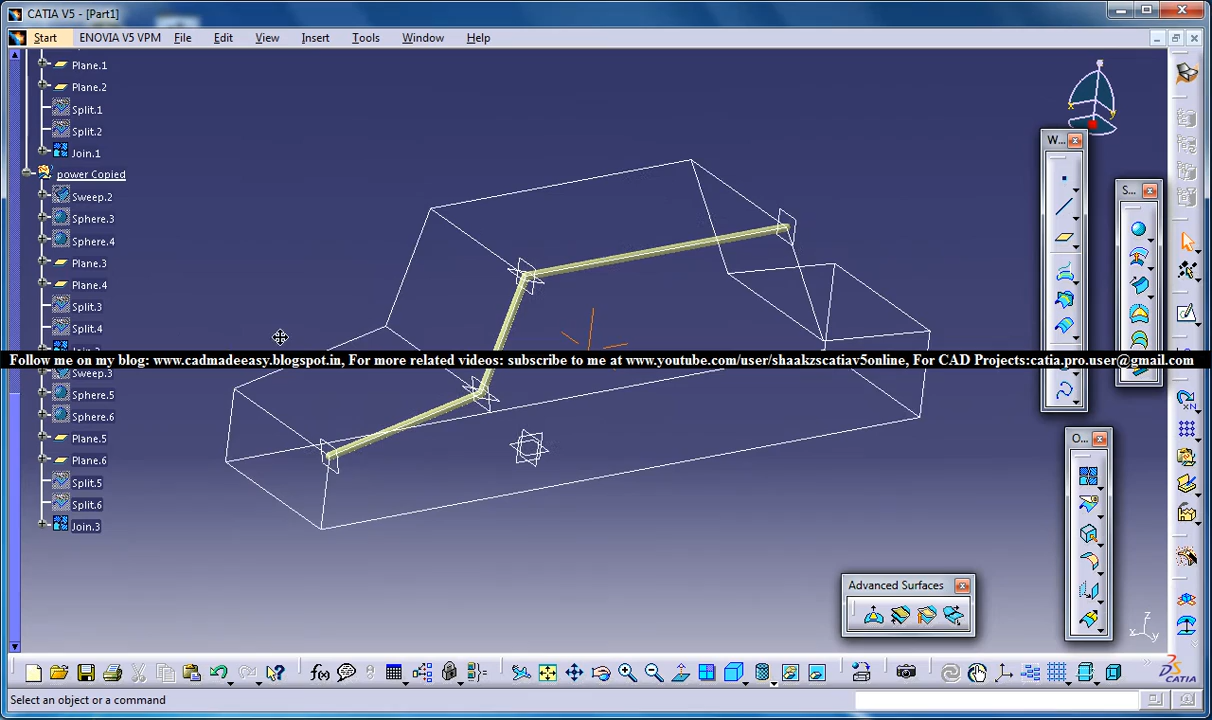 CATIA V5 - [Part1]
Start ENOVIA V5 VPM File Edit View Insert Tools Window Help
Plane.1
Plane.2
Split.1
Split.2
Join.1
power Copied
Sweep.2
Sphere.3
Sphere.4
Plane.3
Plane.4
Split.3
Split.4
Follow me on my blog: www.cadmadeeasy.blogspot.in, For more related videos: subscribe to me at www.youtube.com/user/shaakzscatiav5online, For CAD Projects:catia.pro.user@gmail.com
Sweep.3
Sphere.5
Sphere.6
Plane.5
Plane.6
Split.5
Split.6
Join.3
W...
S...
O...
Advanced Surfaces
z
x
y
f(x)
CATIA
Select an object or a command